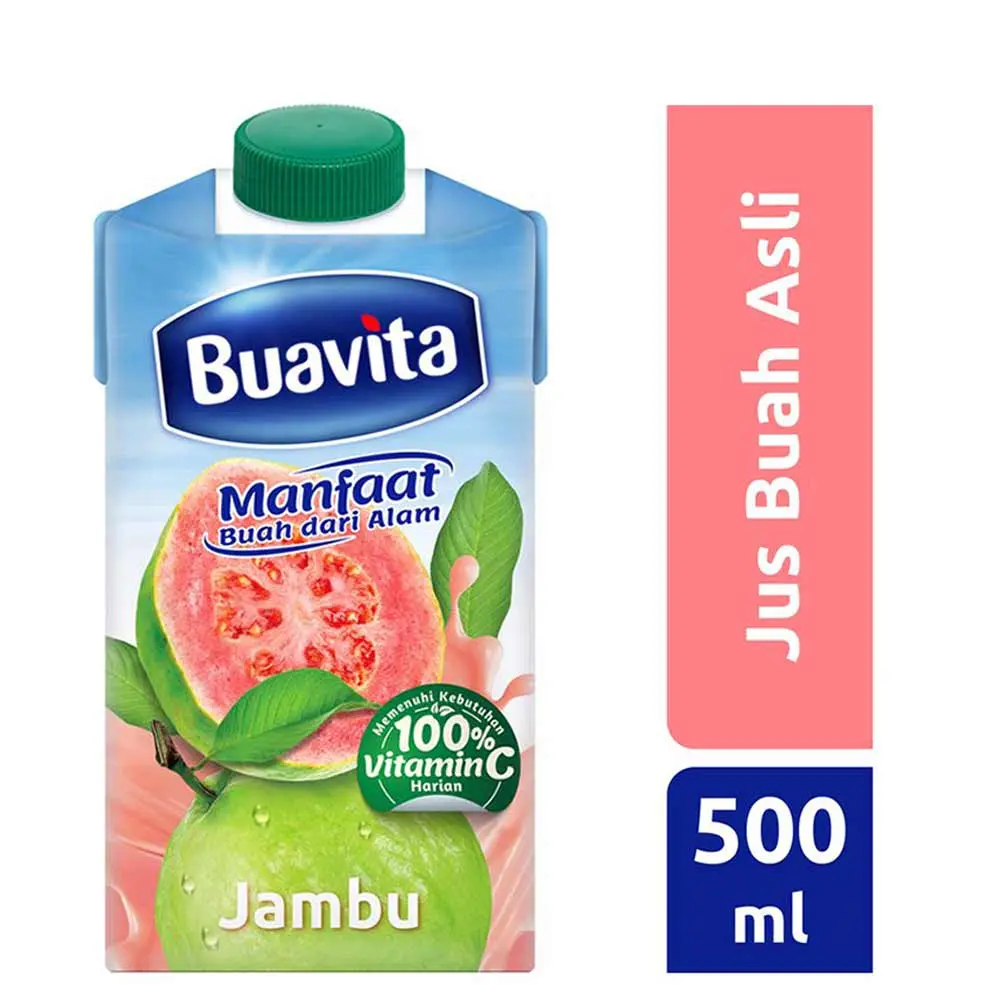 Buavita
Manfaat
Buah dari Alam
Memenuhi Kebutuhan
100%
Vitamin C
Harian
Jambu
Jus Buah Asli
500
ml